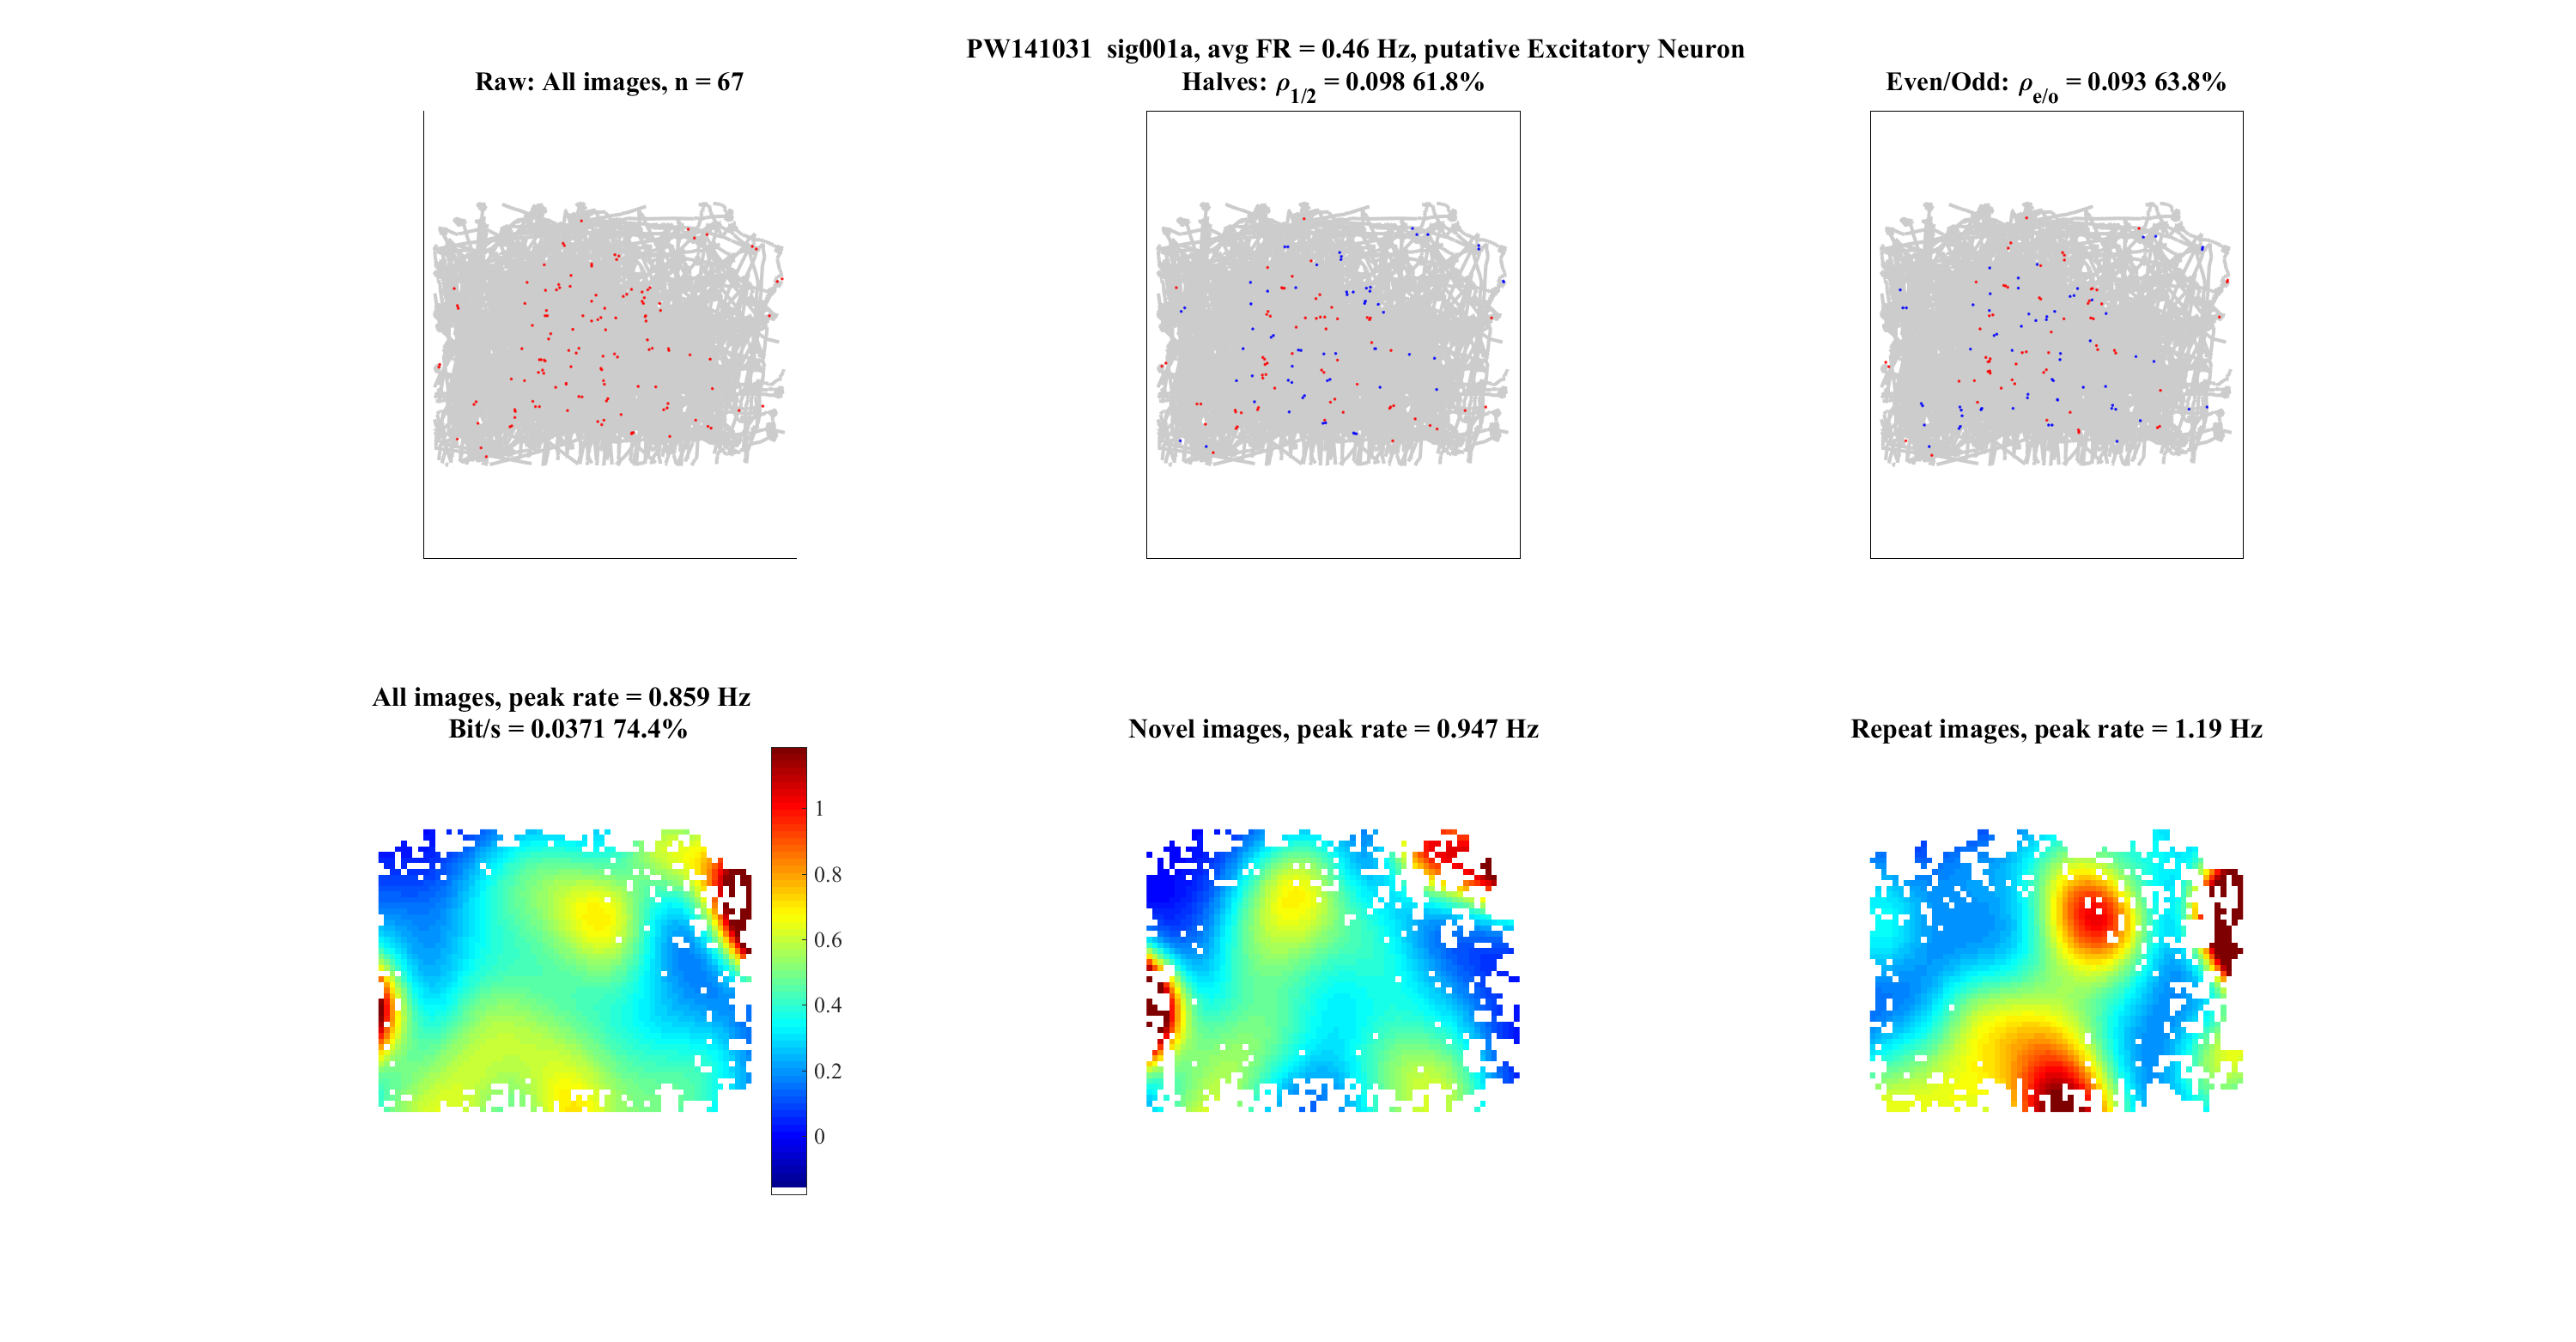 PW141031  sig001a, avg FR = 0.46 Hz, putative Excitatory Neuron
Raw: All images, n = 67
Halves: ρ1/2 = 0.098 61.8%
Even/Odd: ρe/o = 0.093 63.8%
All images, peak rate = 0.859 Hz
Bit/s = 0.0371 74.4%
Novel images, peak rate = 0.947 Hz
Repeat images, peak rate = 1.19 Hz
1
0.8
0.6
0.4
0.2
0